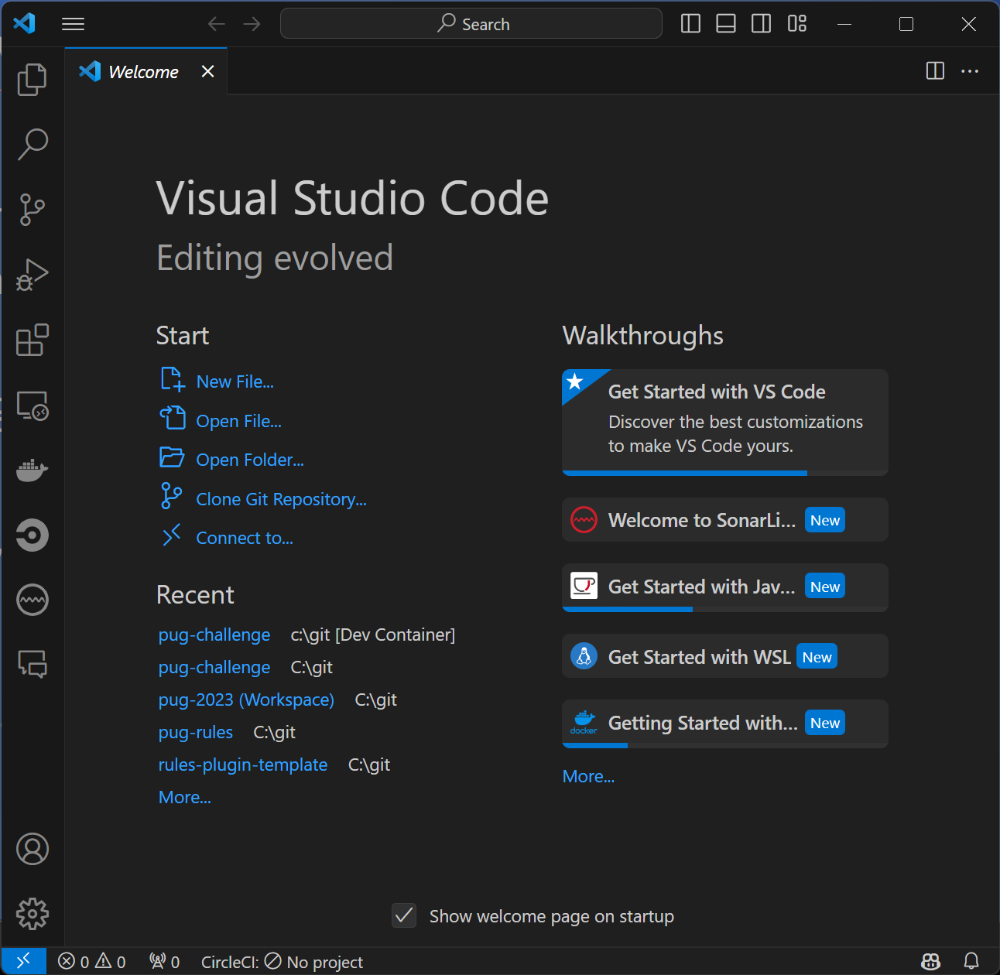 Search
Welcome
Visual Studio Code
Editing evolved
Start
New File...
Open File...
Open Folder...
Clone Git Repository...
Connect to...
Recent
pug-challenge c:\git [Dev Container]
pug-challenge C:\git
pug-2023 (Workspace) C:\git
pug-rules C:\git
rules-plugin-template C:\git
More...
Walkthroughs
Get Started with VS Code
Discover the best customizations
to make VS Code yours.
Welcome to SonarLi... New
Get Started with Jav... New
Get Started with WSL New
docker
Getting Started with... New
More...
Show welcome page on startup
0 0 0 CircleCI: No project